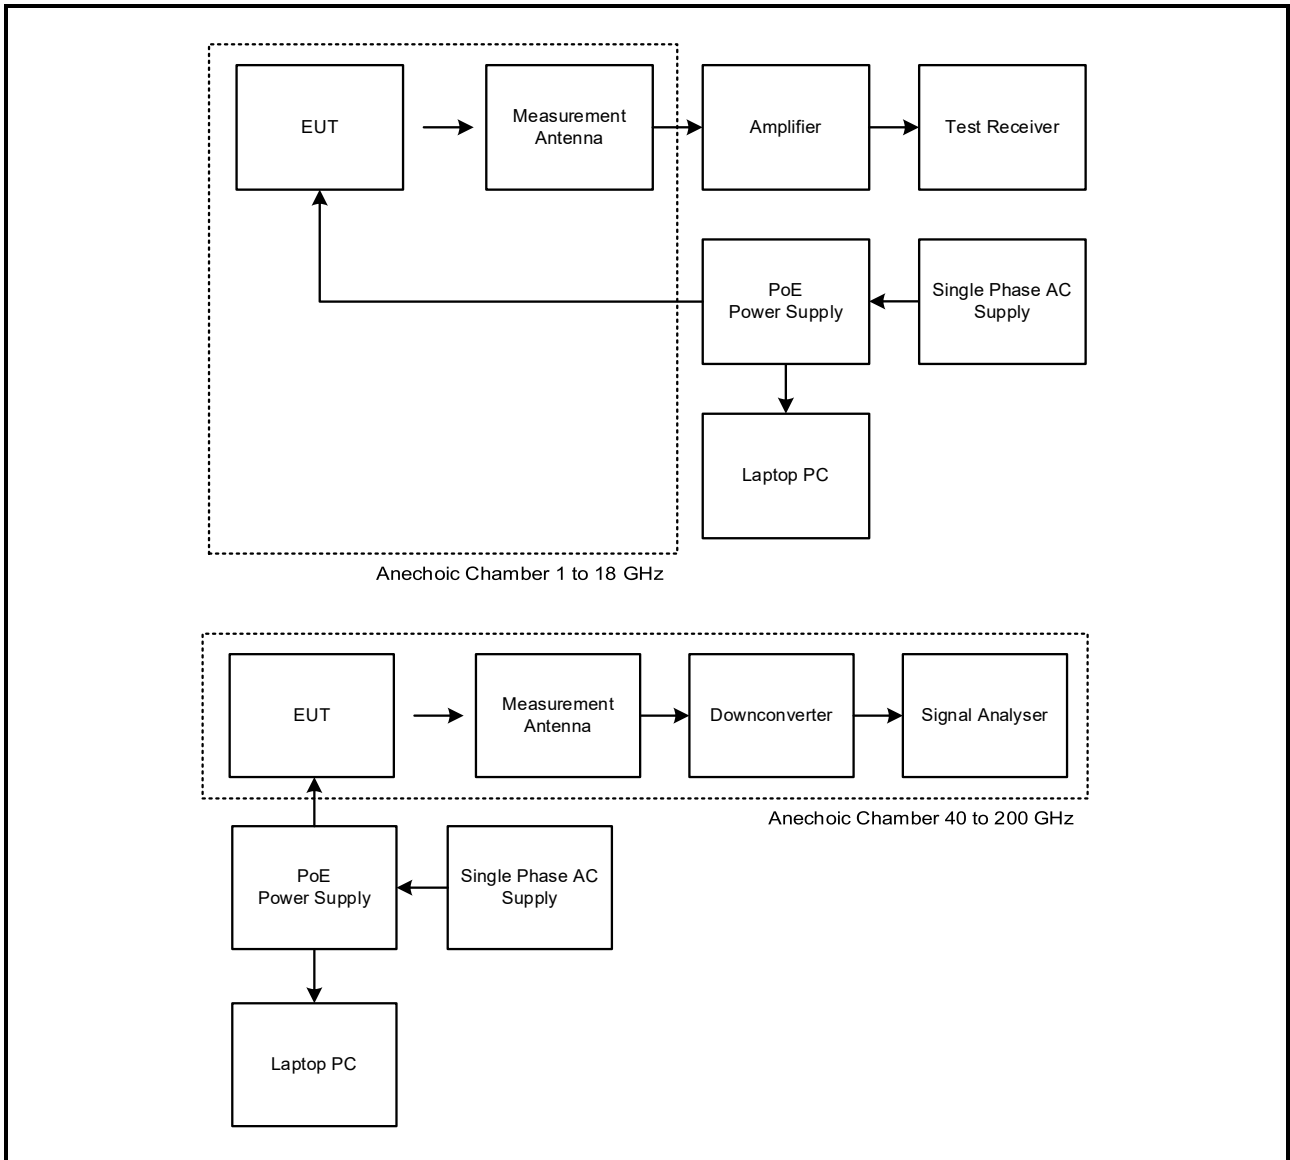 EUT
Measurement
Antenna
Amplifier
Test Receiver
PoE
Power Supply
Single Phase AC
Supply
Laptop PC
Anechoic Chamber 1 to 18 GHz
EUT
Measurement
Antenna
Downconverter
Signal Analyser
Anechoic Chamber 40 to 200 GHz
PoE
Power Supply
Single Phase AC
Supply
Laptop PC